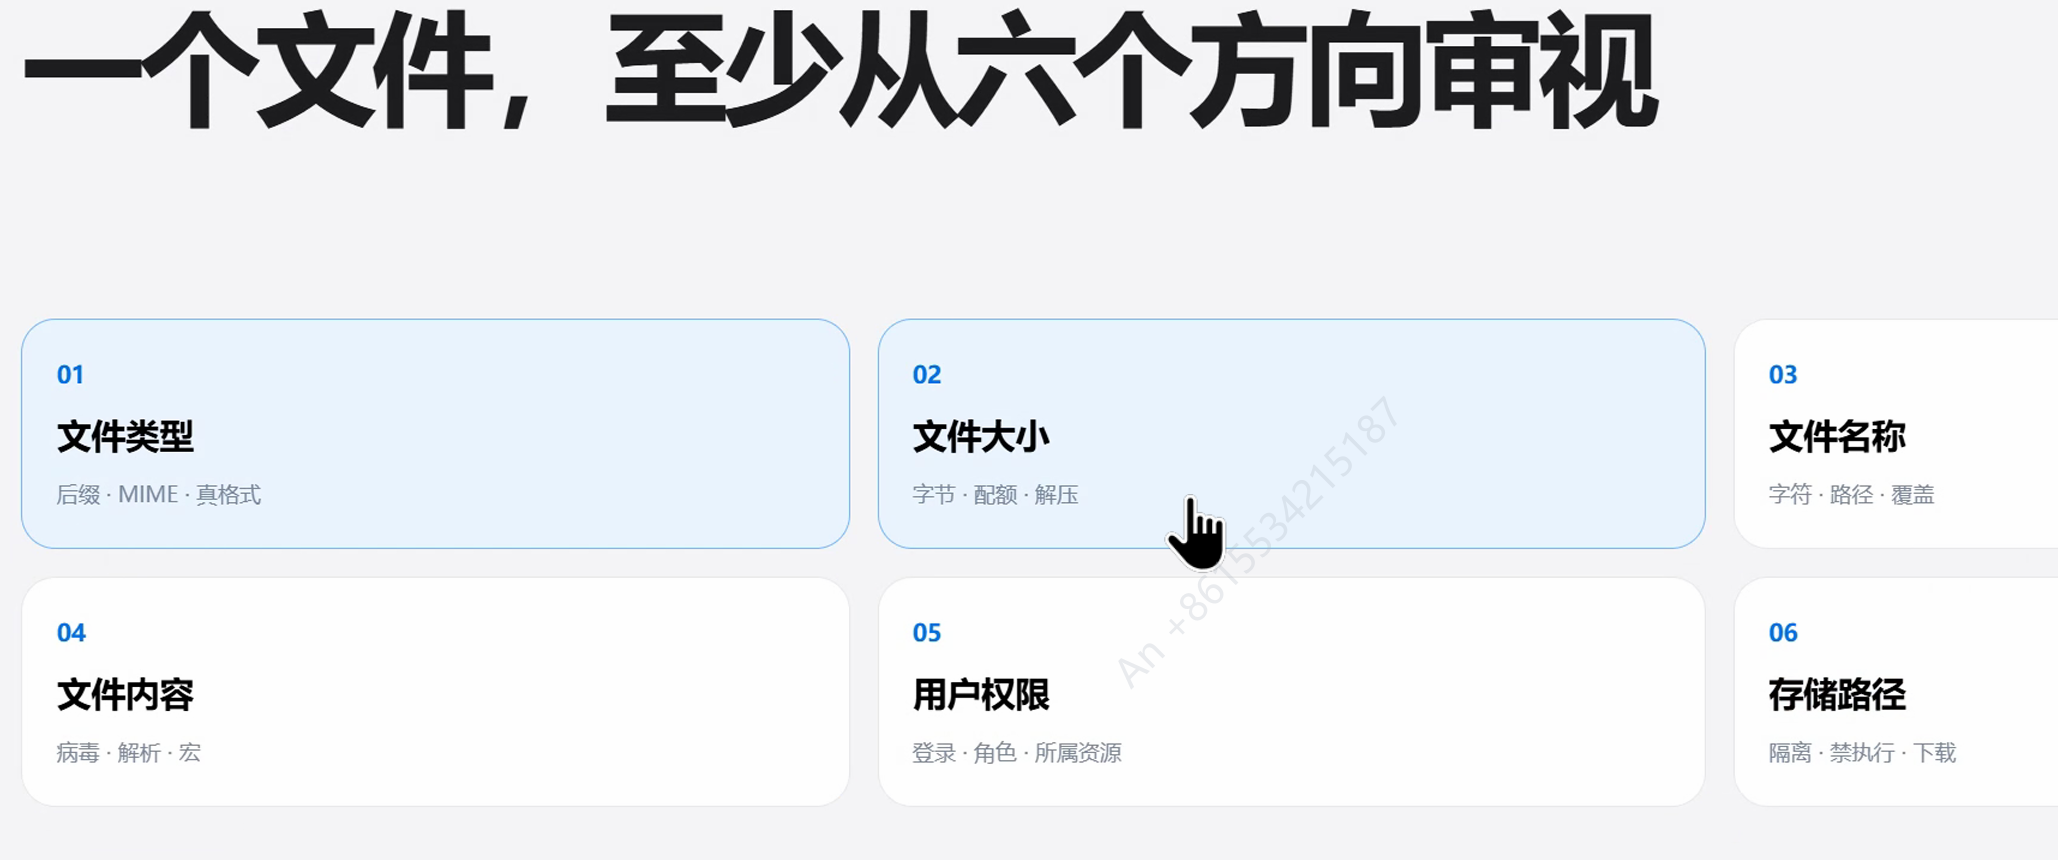 一个文件，至少从六个方向审视
01
文件类型
后缀 · MIME · 真格式
02
文件大小
字节 · 配额 · 解压
03
文件名称
字符 · 路径 · 覆盖
04
文件内容
病毒 · 解析 · 宏
05
用户权限
登录 · 角色 · 所属资源
06
存储路径
隔离 · 禁执行 · 下载
An +8615534215187